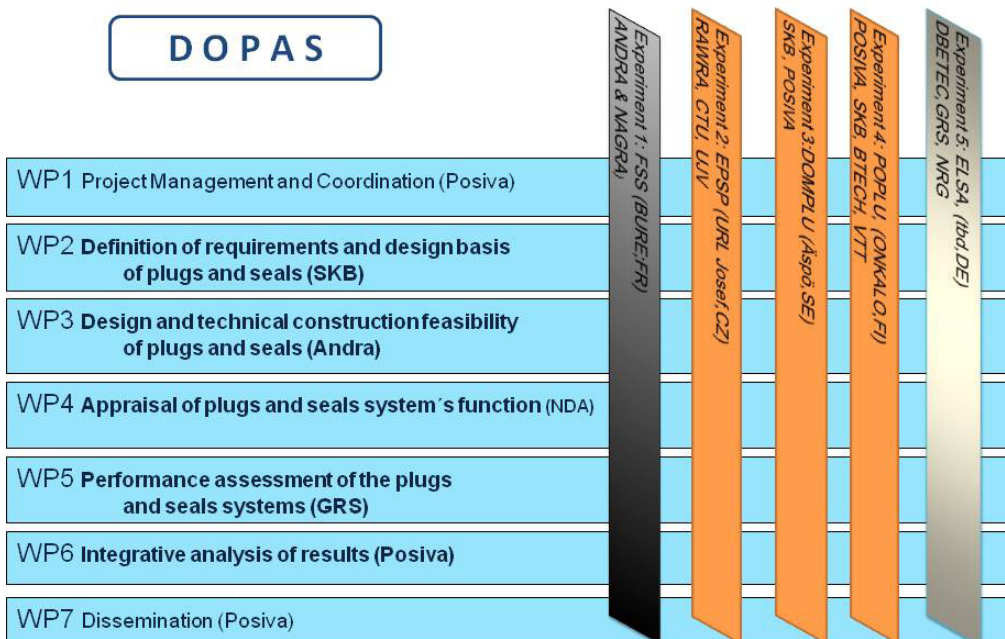 DOPAS
Experiment 1: FSS (BURE;FR)
ANDRA & NAGRA)
Experiment 2: EPSP (URL Josef,CZ)
RAWRA, CTU, UJV
Experiment 3:DOMPLU (Äspö,SE)
SKB, POSIVA
Experiment 4: POPLU, (ONKALO,FI)
POSIVA, SKB, BTECH, VTT
Experiment 5: ELSA, (tbd,DE)
DBETEC,GRS, NRG
WP1 Project Management and Coordination (Posiva)
WP2 Definition of requirements and design basis
of plugs and seals (SKB)
WP3 Design and technical construction feasibility
of plugs and seals (Andra)
WP4 Appraisal of plugs and seals system´s function (NDA)
WP5 Performance assessment of the plugs
and seals systems (GRS)
WP6 Integrative analysis of results (Posiva)
WP7 Dissemination (Posiva)